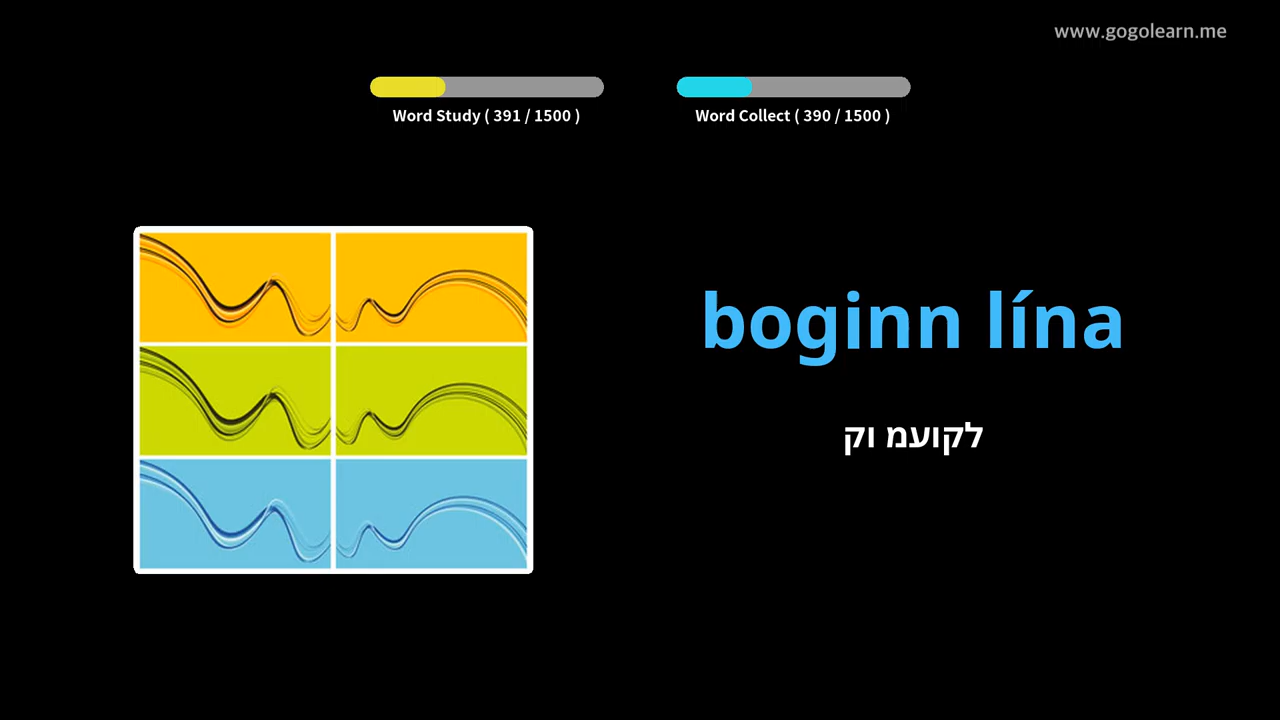 www.gogolearn.me
Word Study ( 391 / 1500 )
Word Collect ( 390 / 1500 )
boginn lína
לקועמ וק